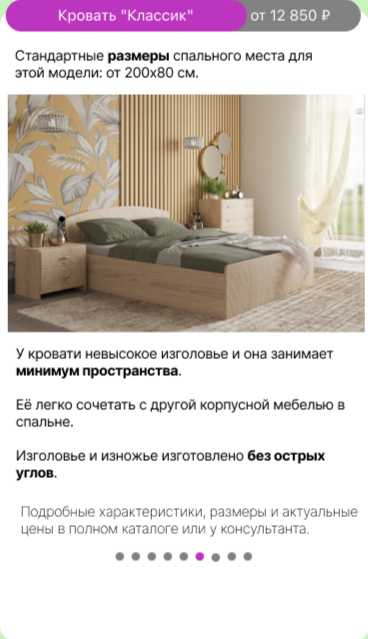 Кровать "Классик" от 12 850 ₽
Стандартные размеры спального места для
этой модели: от 200х80 см.
У кровати невысокое изголовье и она занимает
минимум пространства.
Её легко сочетать с другой корпусной мебелью в
спальне.
Изголовье и изножье изготовлено без острых
углов.
Подробные характеристики, размеры и актуальные
цены в полном каталоге или у консультанта.